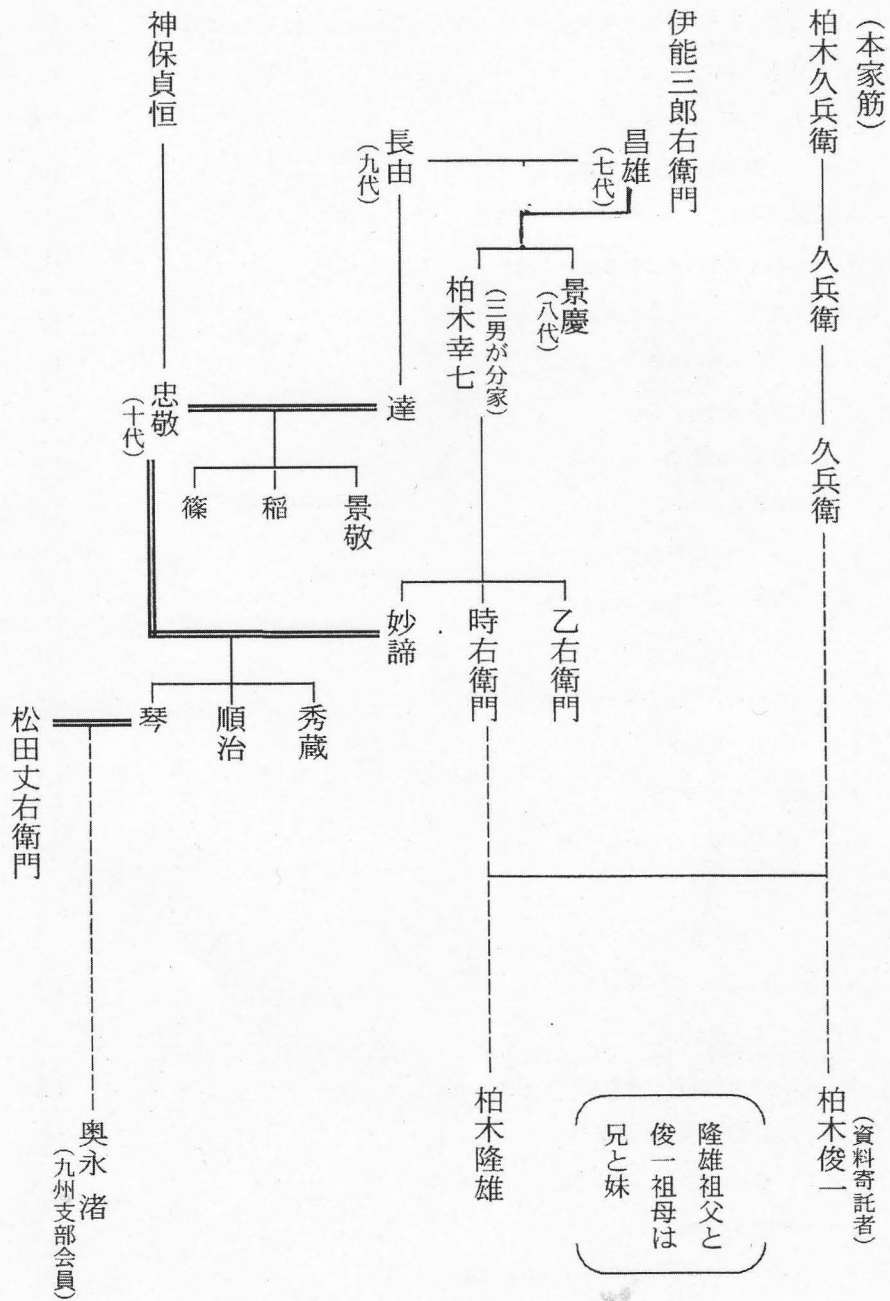 (本家筋)
柏木久兵衛
久兵衛
久兵衛
柏木俊一
(資料寄託者)
隆雄祖父と
俊一祖母は
兄と妹
伊能三郎右衛門
昌雄
(七代)
景慶
(八代)
(三男が分家)
柏木幸七
乙右衛門
時右衛門
妙諦
柏木隆雄
長由
(九代)
達
神保貞恒
忠敬
(十代)
景敬
稲
篠
秀蔵
順治
琴
松田丈右衛門
奥永 渚
(九州支部会員)